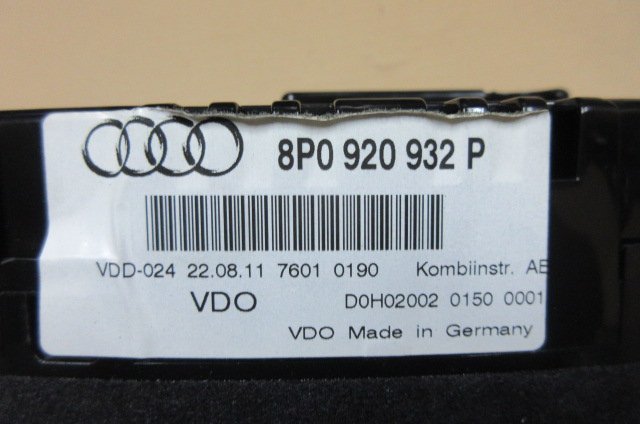 8P0 920 932 P
VDD-024 22.08.11 7601 0190 Kombiinstr. AE
VDO D0H02002 0150 0001
VDO Made in Germany